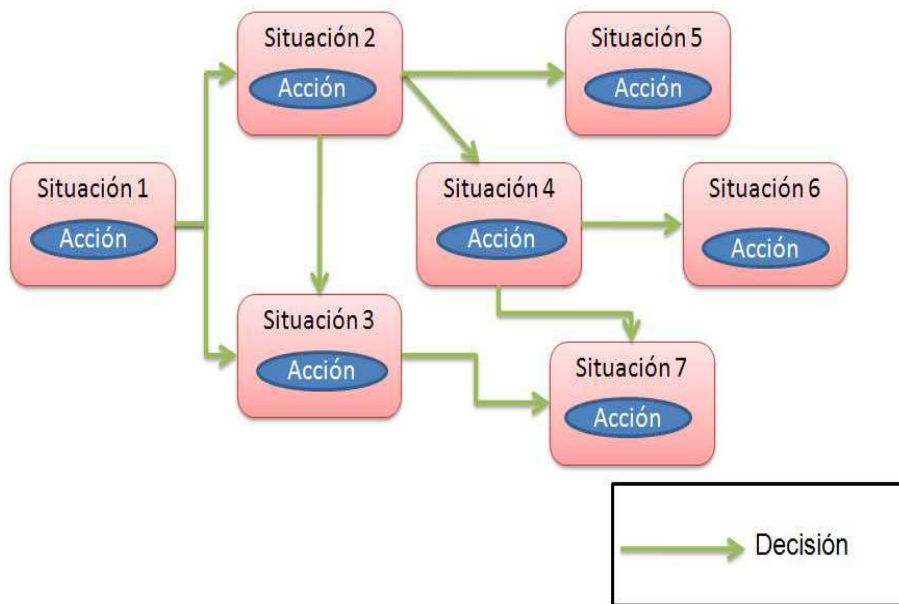 Situación 2
Acción
Situación 5
Acción
Situación 1
Acción
Situación 4
Acción
Situación 6
Acción
Situación 3
Acción
Situación 7
Acción
Decisión